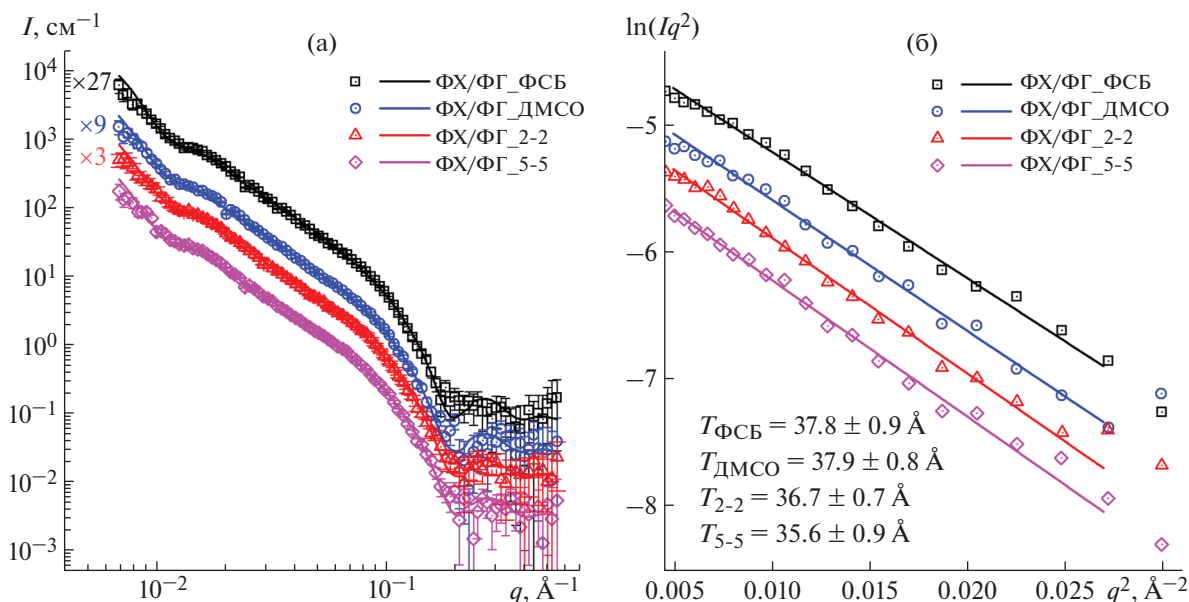 I, см⁻¹
(а)
10⁴
10³
10²
10¹
10⁰
10⁻¹
10⁻²
10⁻³
×27
×9
×3
ФХ/ФГ_ФСБ
ФХ/ФГ_ДМСО
ФХ/ФГ_2-2
ФХ/ФГ_5-5
10⁻²
10⁻¹
q, Å⁻¹
ln(Iq²)
(б)
−5
−6
−7
−8
ФХ/ФГ_ФСБ
ФХ/ФГ_ДМСО
ФХ/ФГ_2-2
ФХ/ФГ_5-5
T_ФСБ = 37.8 ± 0.9 Å
T_ДМСО = 37.9 ± 0.8 Å
T_2-2 = 36.7 ± 0.7 Å
T_5-5 = 35.6 ± 0.9 Å
0.005
0.010
0.015
0.020
0.025
q², Å⁻²